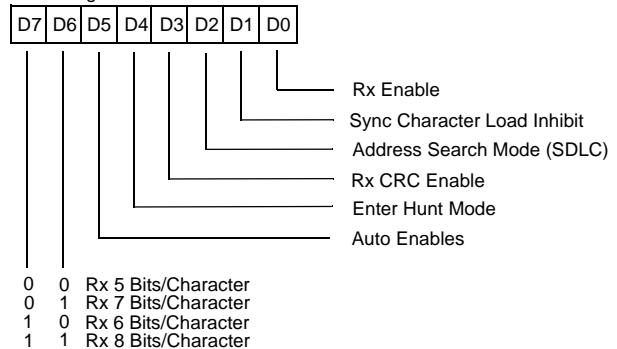 D7 D6 D5 D4 D3 D2 D1 D0
Rx Enable
Sync Character Load Inhibit
Address Search Mode (SDLC)
Rx CRC Enable
Enter Hunt Mode
Auto Enables
0 0 Rx 5 Bits/Character
0 1 Rx 7 Bits/Character
1 0 Rx 6 Bits/Character
1 1 Rx 8 Bits/Character